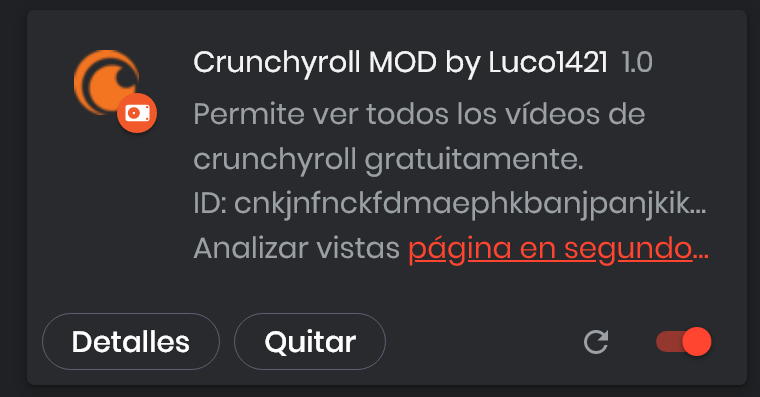 Crunchyroll MOD by Luco1421 1.0
Permite ver todos los vídeos de
crunchyroll gratuitamente.
ID: cnkjnfnckfdmaephkbanjpanjkik...
Analizar vistas página en segundo...
Detalles Quitar